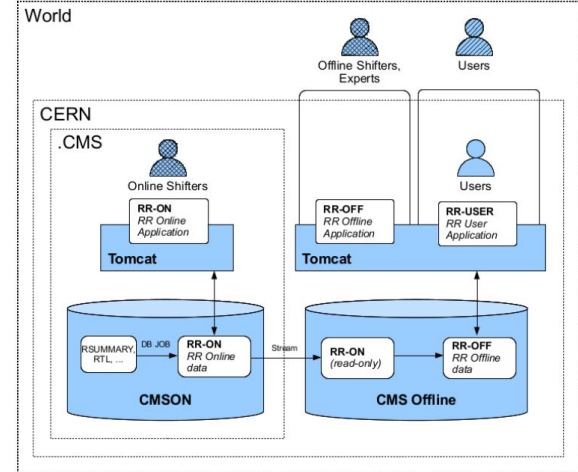 World
Offline Shifters,
Experts
Users
CERN
.CMS
Online Shifters
Users
RR-ON
RR Online
Application
Tomcat
RR-OFF
RR Offline
Application
RR-USER
RR User
Application
Tomcat
RSUMMARY,
RTL, ...
DB JOB
RR-ON
RR Online
data
Stream
RR-ON
(read-only)
RR-OFF
RR Offline
data
CMSON
CMS Offline